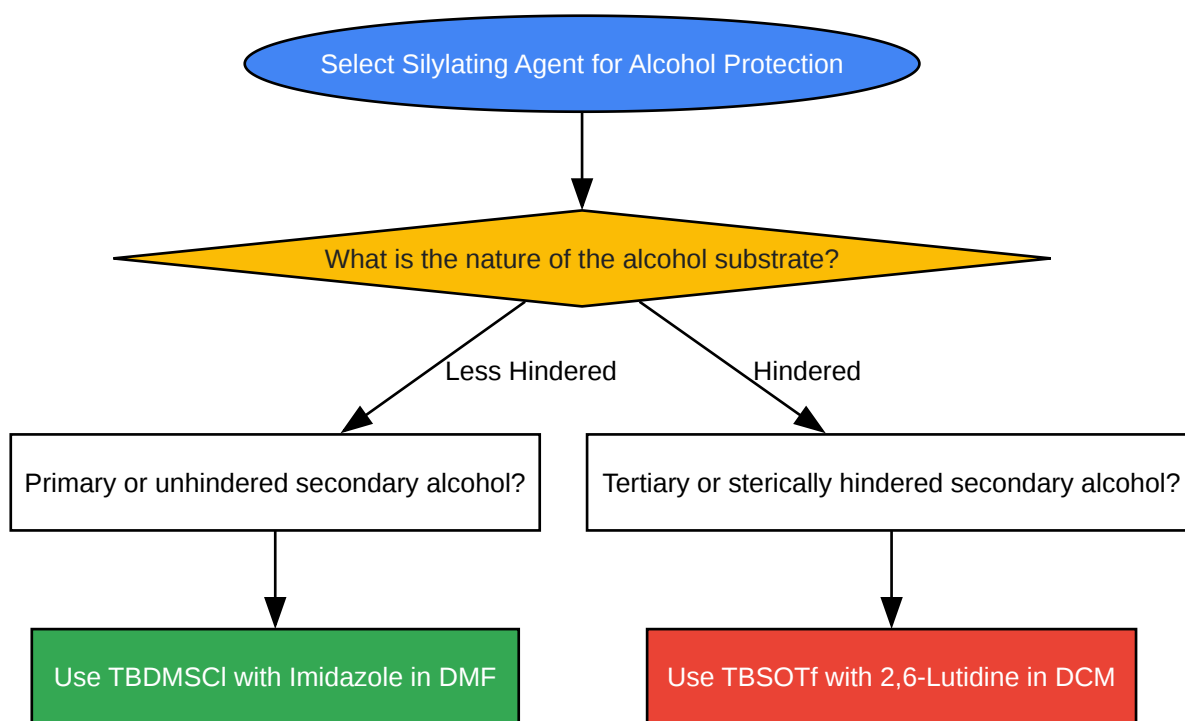 Select Silylating Agent for Alcohol Protection
What is the nature of the alcohol substrate?
Less Hindered
Hindered
Primary or unhindered secondary alcohol?
Tertiary or sterically hindered secondary alcohol?
Use TBDMSCl with Imidazole in DMF
Use TBSOTf with 2,6-Lutidine in DCM